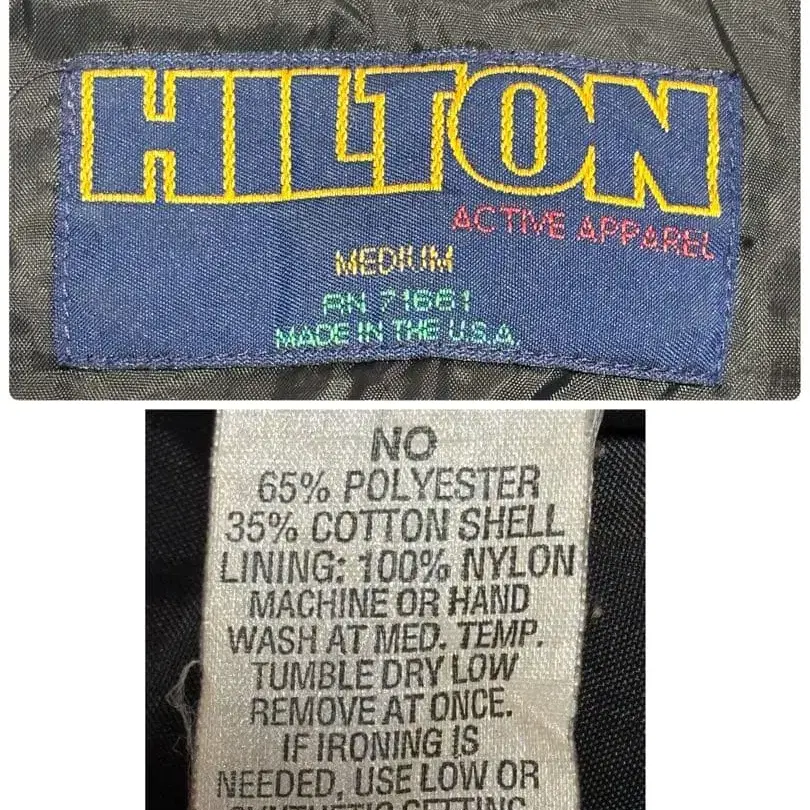 HILTON
ACTIVE APPAREL
MEDIUM
RN 71661
MADE IN THE U.S.A.
NO
65% POLYESTER
35% COTTON SHELL
LINING: 100% NYLON
MACHINE OR HAND
WASH AT MED. TEMP.
TUMBLE DRY LOW
REMOVE AT ONCE.
IF IRONING IS
NEEDED, USE LOW OR
SYNTHETIC SETTING